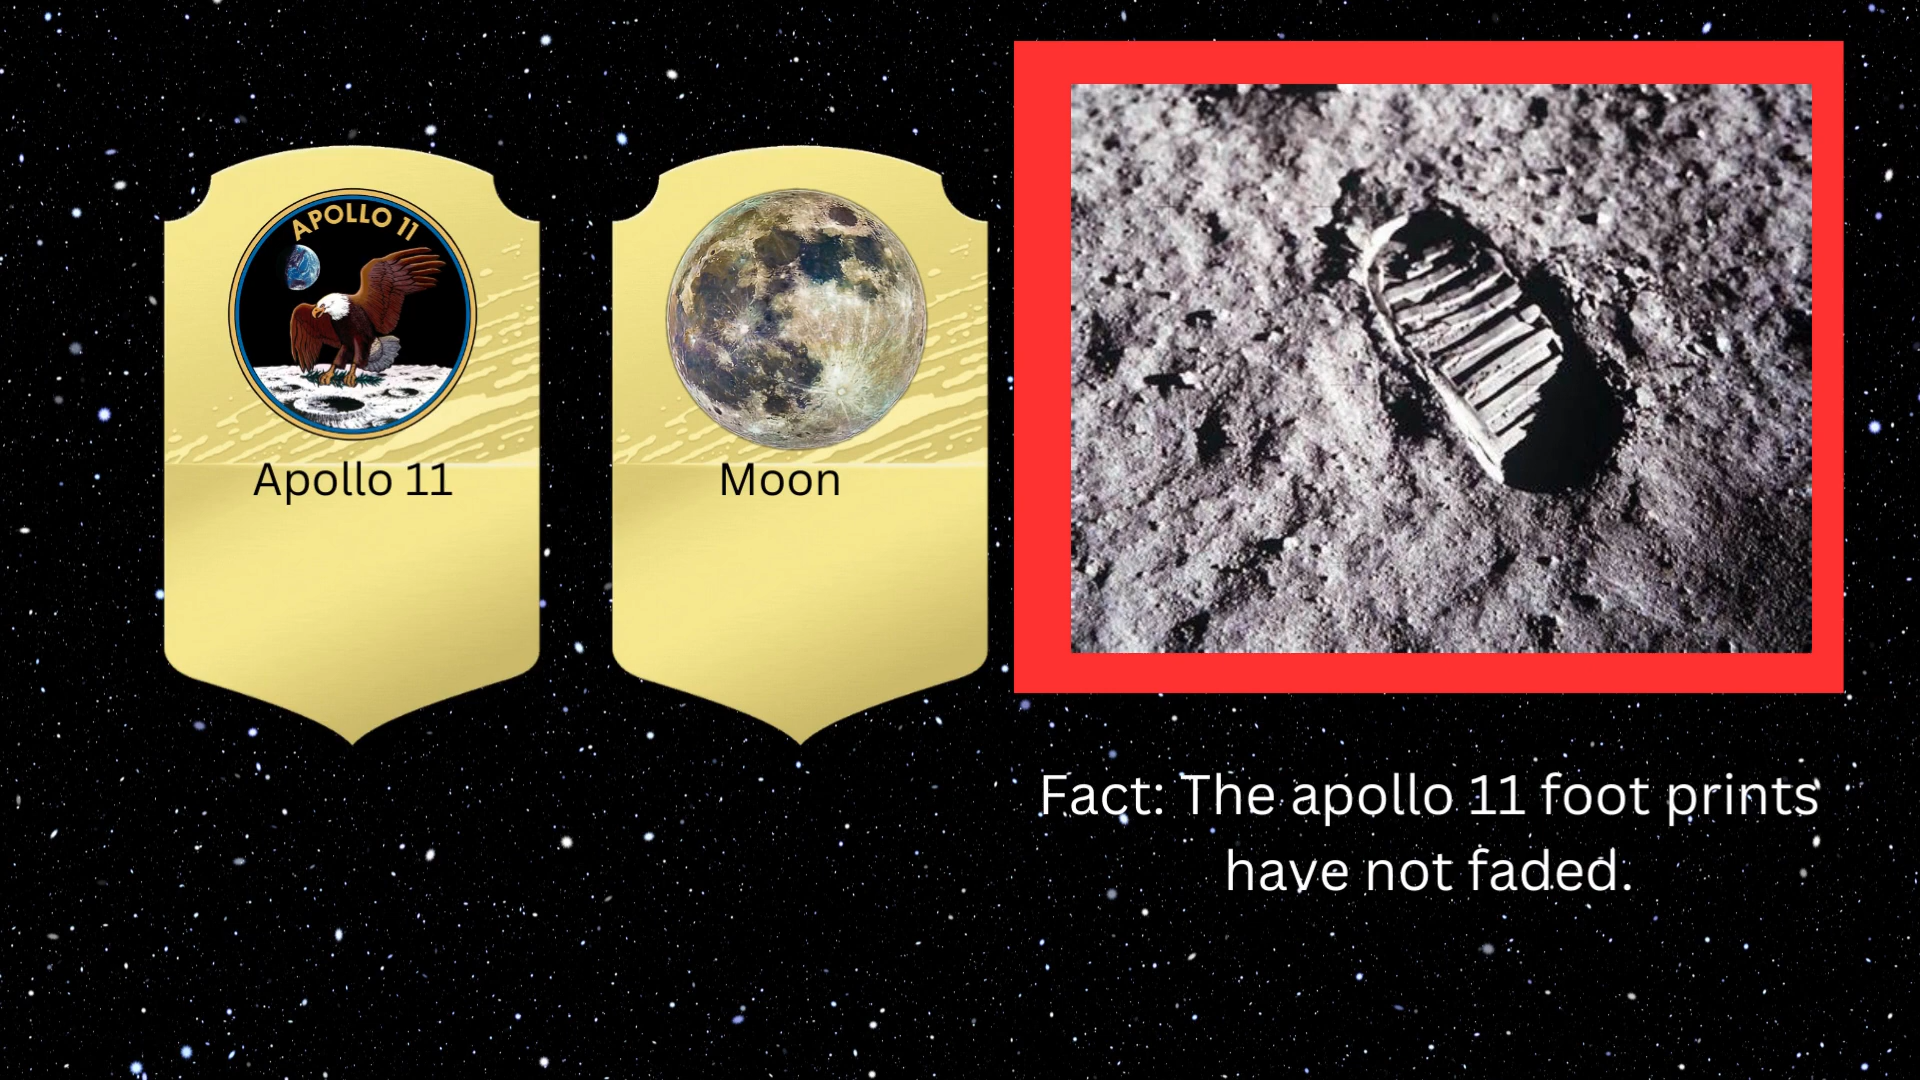 APOLLO 11
Apollo 11
Moon
Fact: The apollo 11 foot prints
have not faded.